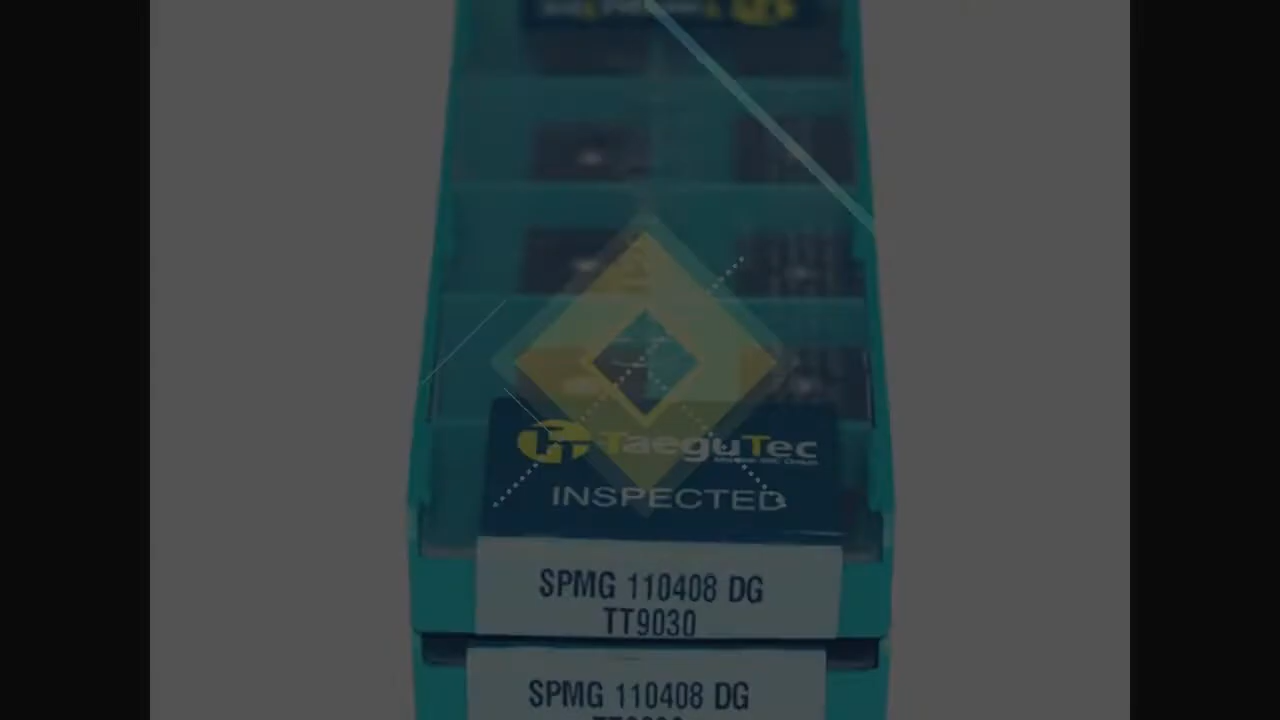 TaeguTec
INSPECTED
SPMG 110408 DG
TT9030
SPMG 110408 DG